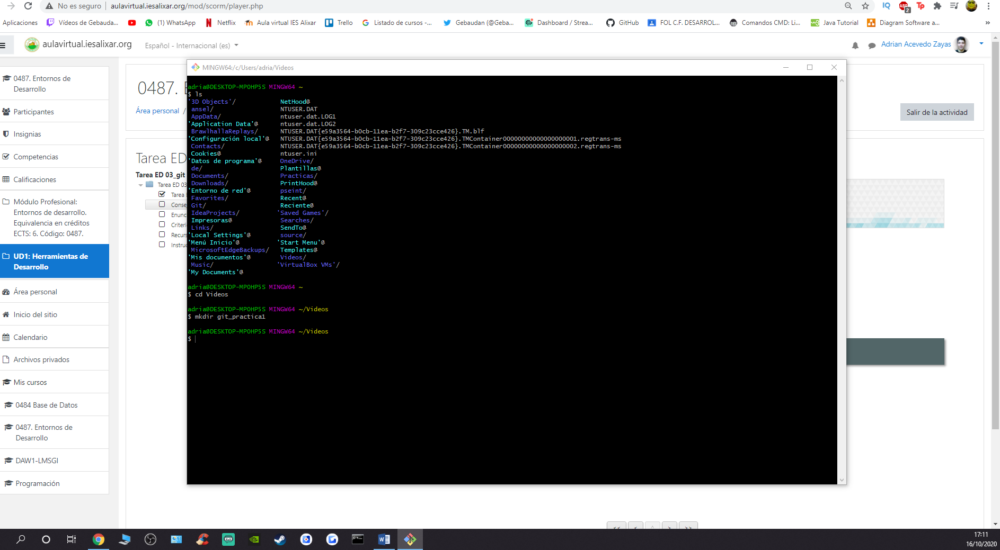 No es seguro aulavirtual.iesalixar.org/mod/scorm/player.php IQ ABP 2 Tp
Aplicaciones Vídeos de Gebauda... (1) WhatsApp Netflix Aula virtual IES Alixar Trello Listado de cursos -... Gebaudan (@Geba... Dashboard / Strea... GitHub FOL C.F. DESARROL... Comandos CMD: Li... Java Tutorial Diagram Software a... »
aulavirtual.iesalixar.org Español - Internacional (es) Adrian Acevedo Zayas
0487. Entornos de
Desarrollo
Participantes
Insignias
Competencias
Calificaciones
Módulo Profesional:
Entornos de desarrollo.
Equivalencia en créditos
ECTS: 6. Código: 0487.
UD1: Herramientas de
Desarrollo
Área personal
Inicio del sitio
Calendario
Archivos privados
Mis cursos
0484 Base de Datos
0487. Entornos de
Desarrollo
DAW1-LMSGI
Programación
0487.
Área personal /
Salir de la actividad
Tarea ED
Tarea ED 03_git
Tarea ED 03
Tarea
Conse
Enunc
Criteri
Recurs
Instruc
MINGW64:/c/Users/adria/Videos
adria@DESKTOP-MPOHP5S MINGW64 ~
$ ls
'3D Objects'/ NetHood@
ansel/ NTUSER.DAT
AppData/ ntuser.dat.LOG1
'Application Data'@ ntuser.dat.LOG2
BrawlhallaReplays/ NTUSER.DAT{e59a3564-b0cb-11ea-b2f7-309c23cce426}.TM.blf
'Configuración local'@ NTUSER.DAT{e59a3564-b0cb-11ea-b2f7-309c23cce426}.TMContainer00000000000000000001.regtrans-ms
Contacts/ NTUSER.DAT{e59a3564-b0cb-11ea-b2f7-309c23cce426}.TMContainer00000000000000000002.regtrans-ms
Cookies@ ntuser.ini
'Datos de programa'@ OneDrive/
de/ Plantillas@
Documents/ Practicas/
Downloads/ PrintHood@
'Entorno de red'@ pseint/
Favorites/ Recent@
Git/ Reciente@
IdeaProjects/ 'Saved Games'/
Impresoras@ Searches/
Links/ SendTo@
'Local Settings'@ source/
'Menú Inicio'@ 'Start Menu'@
MicrosoftEdgeBackups/ Templates@
'Mis documentos'@ Videos/
Music/ 'VirtualBox VMs'/
'My Documents'@
adria@DESKTOP-MPOHP5S MINGW64 ~
$ cd Videos
adria@DESKTOP-MPOHP5S MINGW64 ~/Videos
$ mkdir git_practica1
adria@DESKTOP-MPOHP5S MINGW64 ~/Videos
$
<< < ^ > >>
17:11
16/10/2020